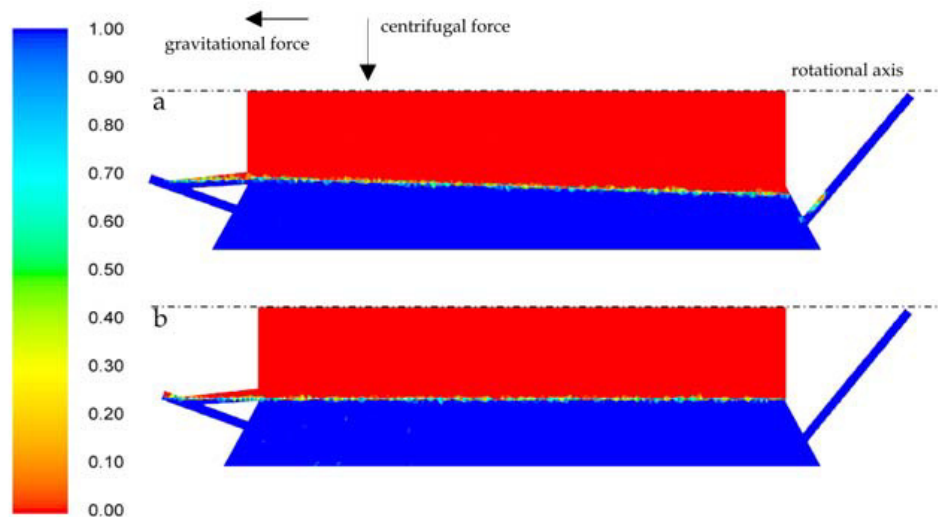 1.00
0.90
0.80
0.70
0.60
0.50
0.40
0.30
0.20
0.10
0.00
gravitational force
centrifugal force
rotational axis
a
b